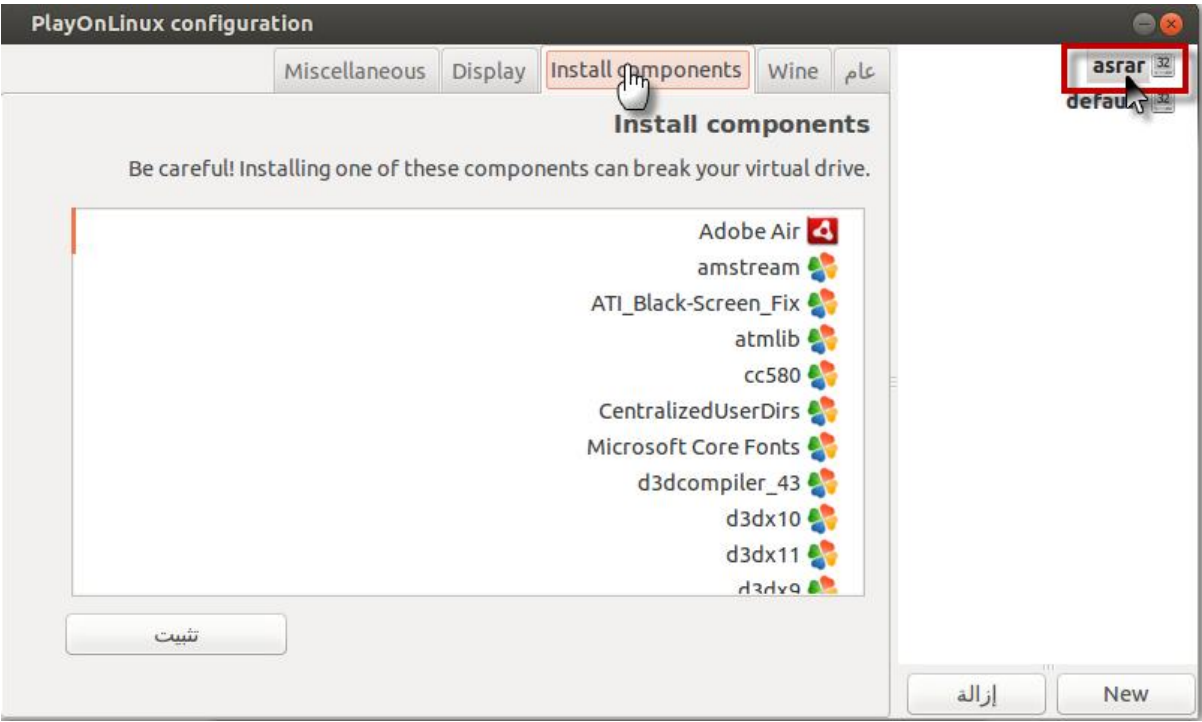 PlayOnLinux configuration
Miscellaneous Display Install components Wine عام
Install components
Be careful! Installing one of these components can break your virtual drive.
Adobe Air
amstream
ATI_Black-Screen_Fix
atmlib
cc580
CentralizedUserDirs
Microsoft Core Fonts
d3dcompiler_43
d3dx10
d3dx11
d3dx9
تثبيت
asrar 32
default 32
إزالة
New